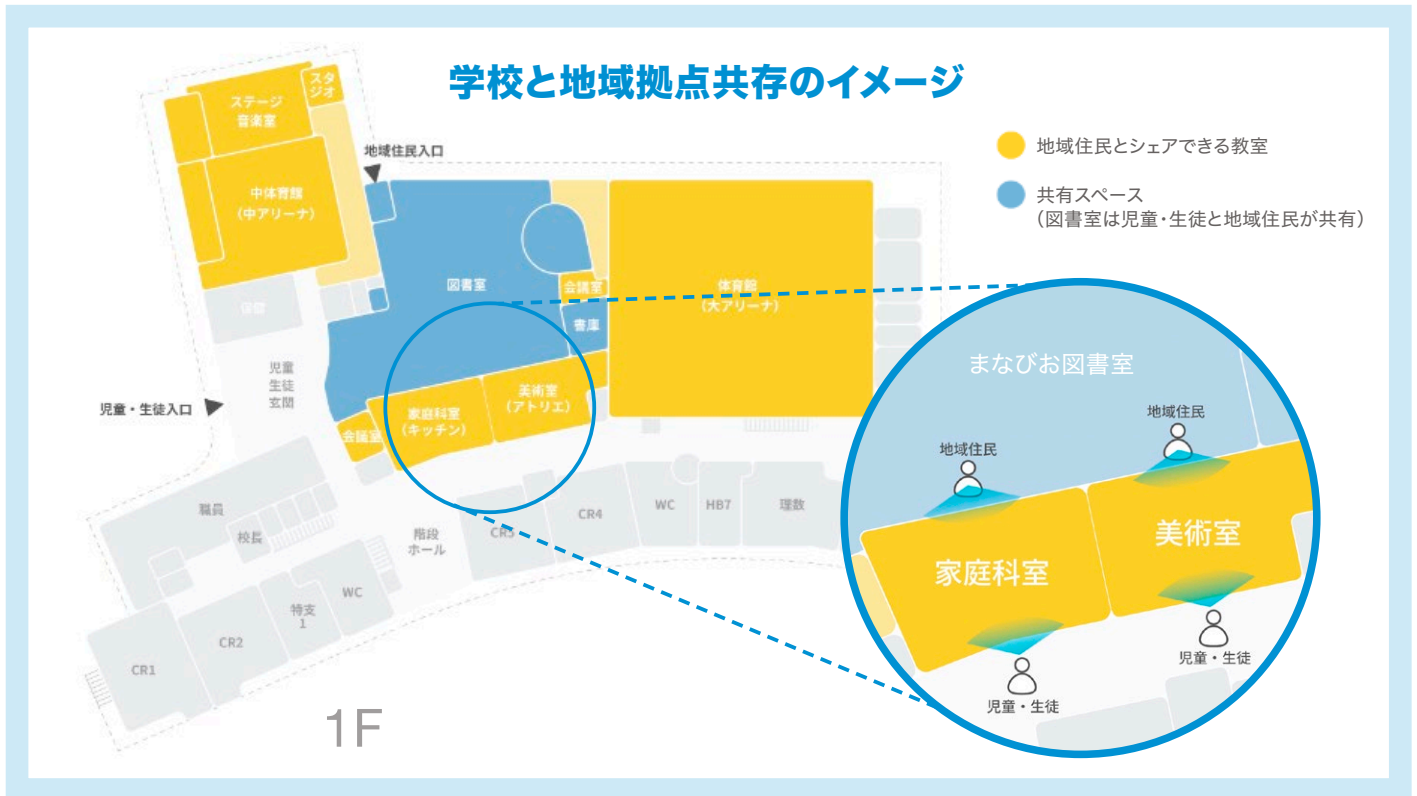 学校と地域拠点共存のイメージ
地域住民とシェアできる教室
共有スペース
（図書室は児童・生徒と地域住民が共有）
スタ
ジオ
ステージ
音楽室
地域住民入口
中体育館
（中アリーナ）
図書室
会議室
体育館
（大アリーナ）
書庫
児童
生徒
玄関
児童・生徒入口
美術室
（アトリエ）
家庭科室
（キッチン）
会議室
職員
校長
階段
ホール
CR4
WC
HB7
理数
特支
1
WC
CR2
CR1
1F
まなびお図書室
地域住民
地域住民
美術室
家庭科室
児童・生徒
児童・生徒